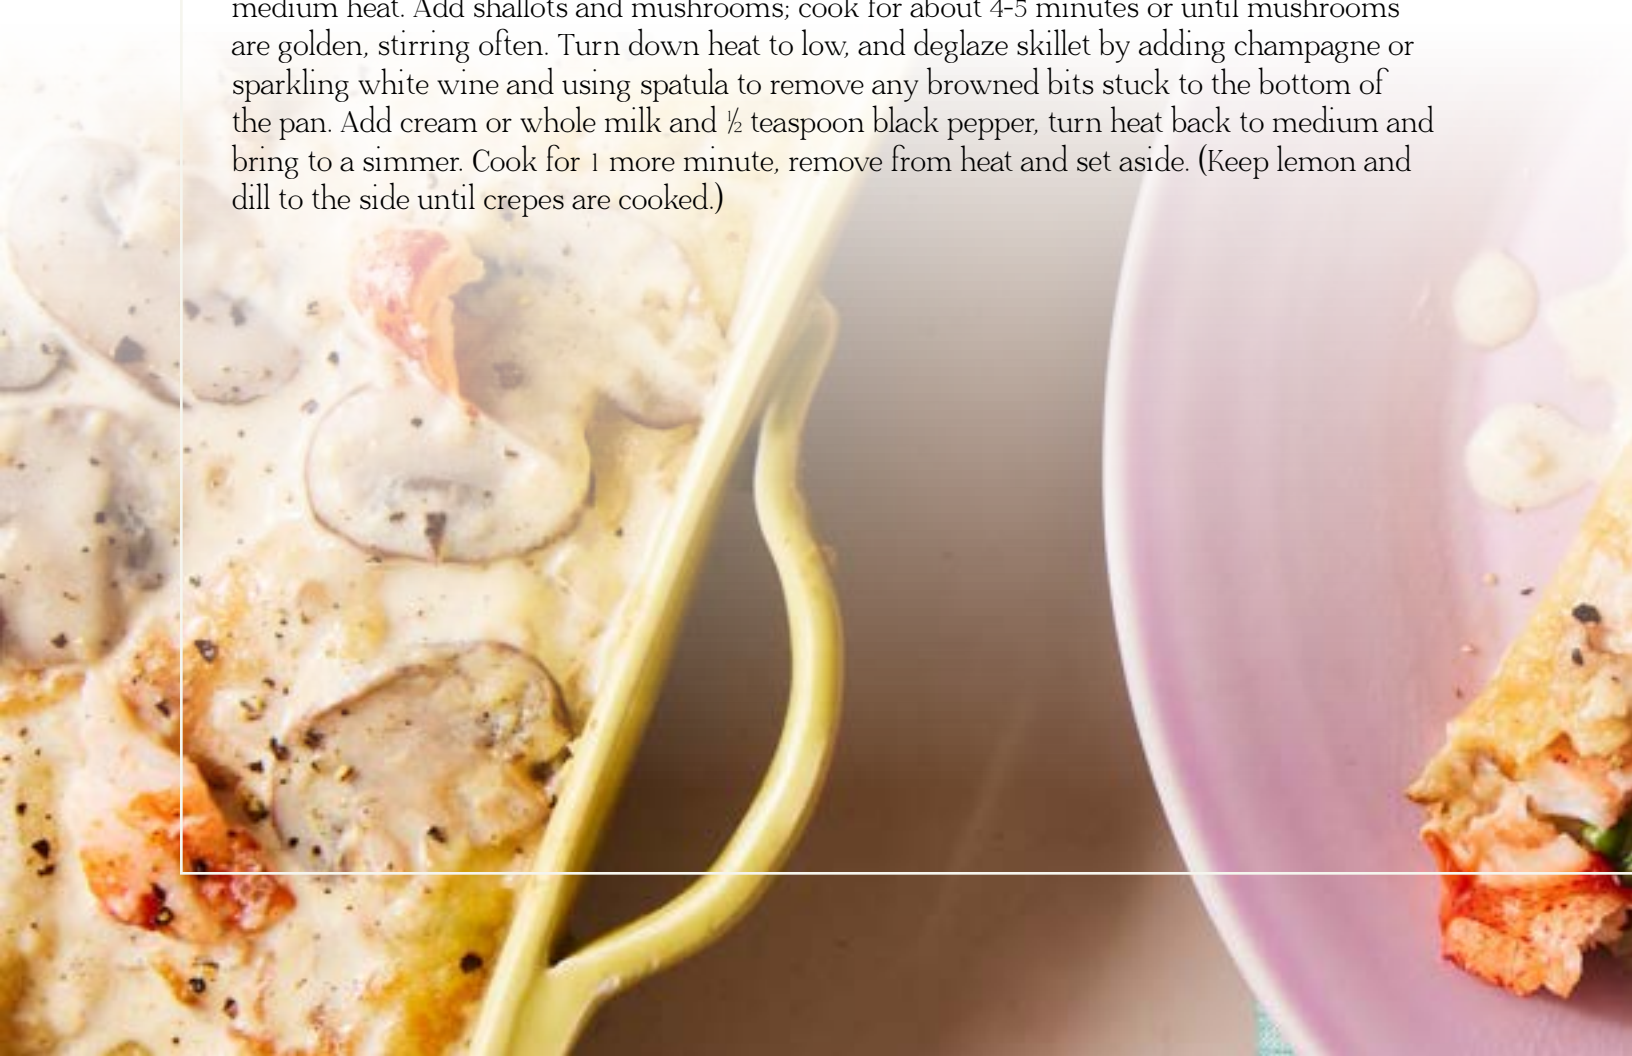 medium heat. Add shallots and mushrooms; cook for about 4-5 minutes or until mushrooms
are golden, stirring often. Turn down heat to low, and deglaze skillet by adding champagne or
sparkling white wine and using spatula to remove any browned bits stuck to the bottom of
the pan. Add cream or whole milk and ½ teaspoon black pepper, turn heat back to medium and
bring to a simmer. Cook for 1 more minute, remove from heat and set aside. (Keep lemon and
dill to the side until crepes are cooked.)